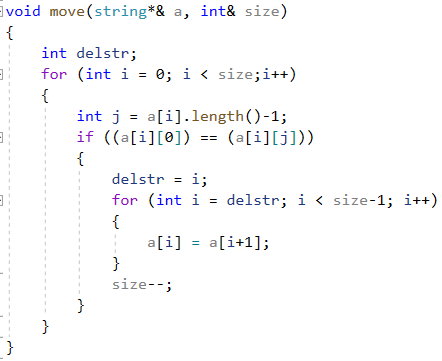 void move(string*& a, int& size)
{
    int delstr;
    for (int i = 0; i < size;i++)
    {
        int j = a[i].length()-1;
        if ((a[i][0]) == (a[i][j]))
        {
            delstr = i;
            for (int i = delstr; i < size-1; i++)
            {
                a[i] = a[i+1];
            }
            size--;
        }
    }
}